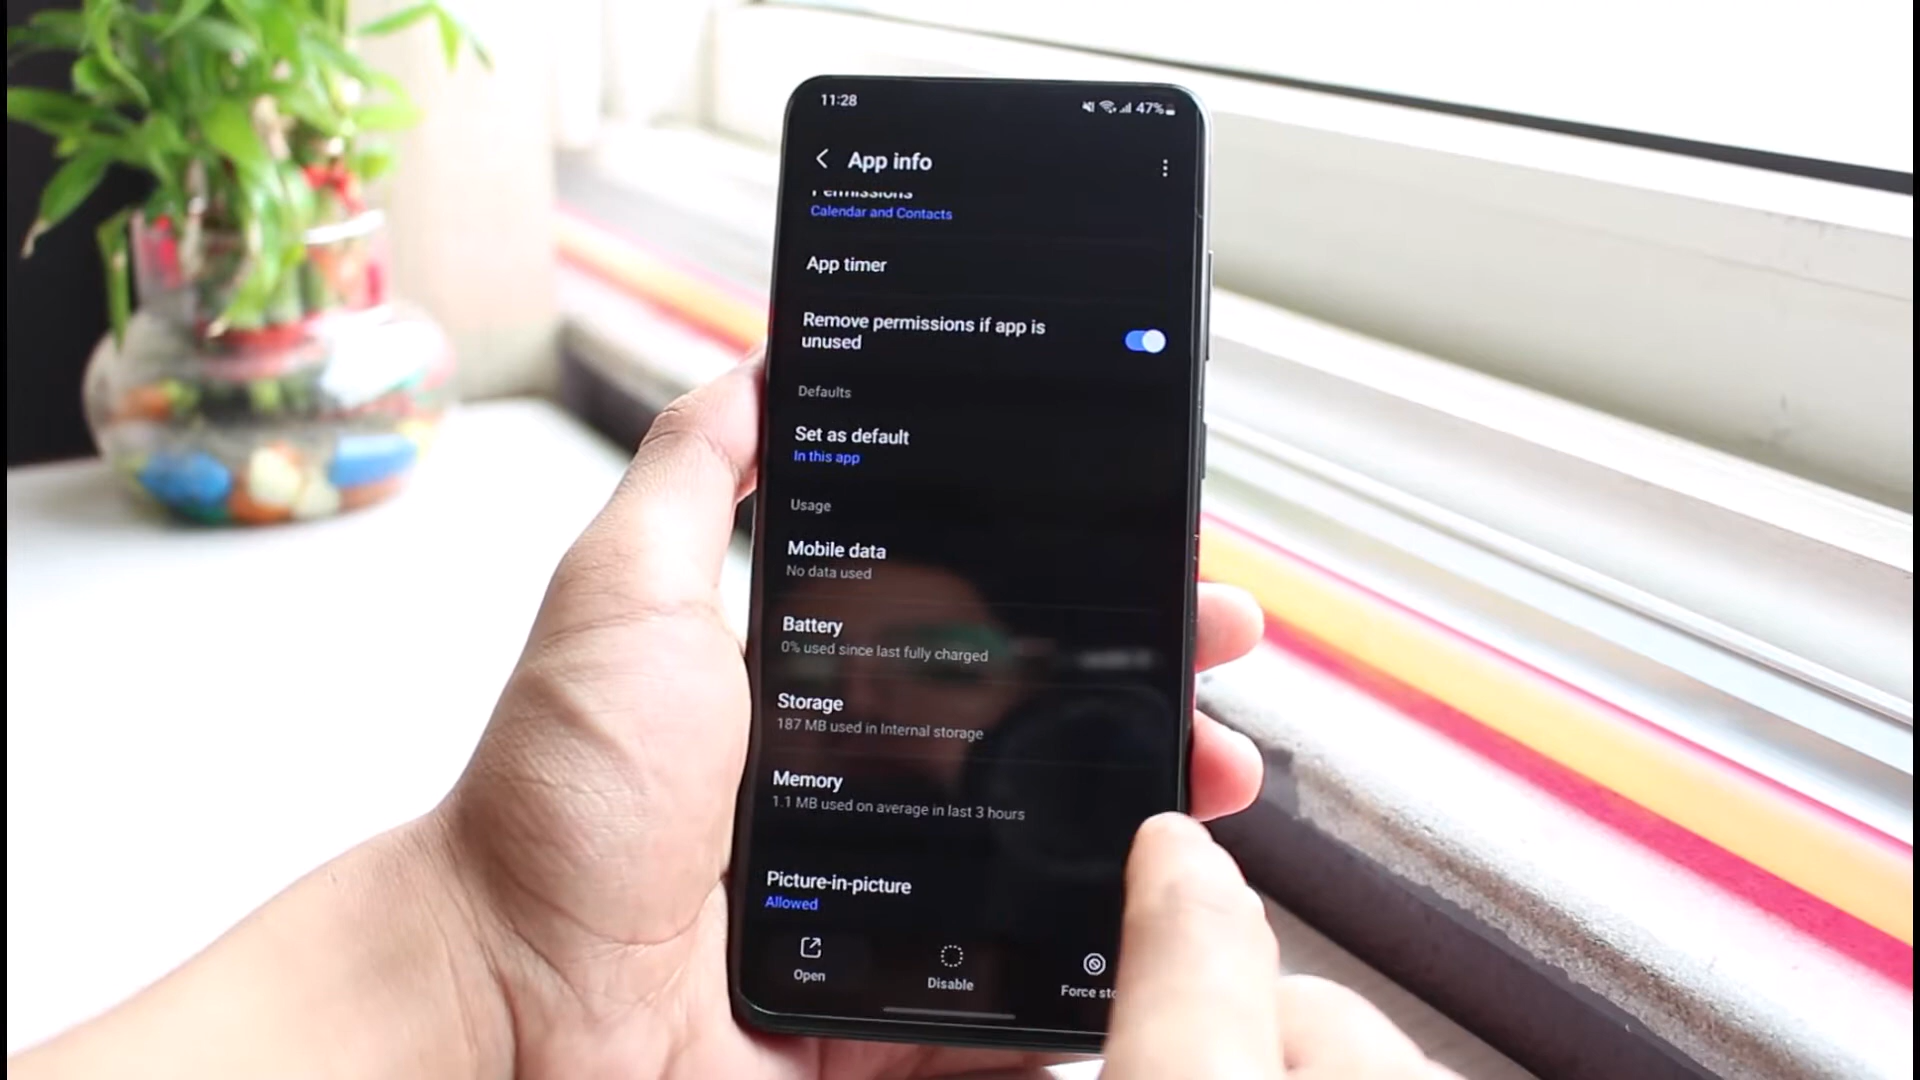 11:28
47%
App info
Permissions
Calendar and Contacts
App timer
Remove permissions if app is
unused
Defaults
Set as default
In this app
Usage
Mobile data
No data used
Battery
0% used since last fully charged
Storage
187 MB used in Internal storage
Memory
1.1 MB used on average in last 3 hours
Picture-in-picture
Allowed
Open
Disable
Force sto